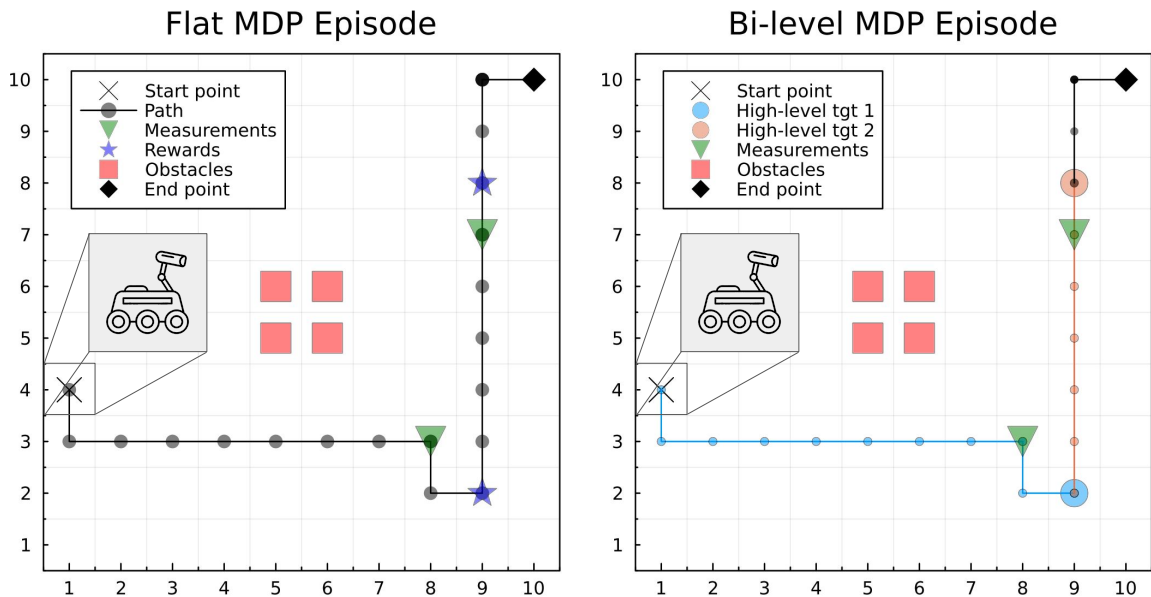 Flat MDP Episode
10
9
8
7
6
5
4
3
2
1
Start point
Path
Measurements
Rewards
Obstacles
End point
1 2 3 4 5 6 7 8 9 10
Bi-level MDP Episode
10
9
8
7
6
5
4
3
2
1
Start point
High-level tgt 1
High-level tgt 2
Measurements
Obstacles
End point
1 2 3 4 5 6 7 8 9 10